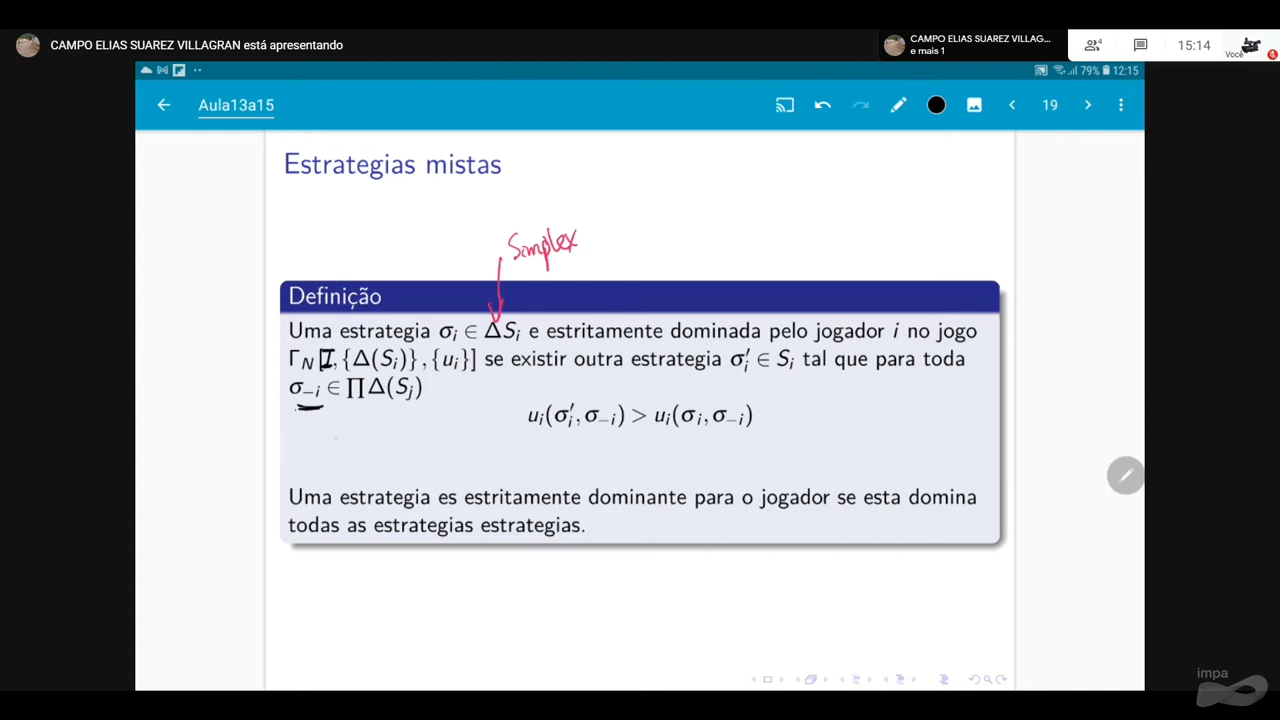 CAMPO ELIAS SUAREZ VILLAGRAN está apresentando
CAMPO ELIAS SUAREZ VILLAG...
e mais 1
4
15:14
Você
79% 12:15
Aula13a15
19
Estrategias mistas
Simplex
Definição
Uma estrategia σᵢ ∈ ΔSᵢ e estritamente dominada pelo jogador i no jogo
Γ_N[I, {Δ(Sᵢ)}, {uᵢ}] se existir outra estrategia σ′ᵢ ∈ Sᵢ tal que para toda
σ₋ᵢ ∈ ∏Δ(Sⱼ)
uᵢ(σ′ᵢ, σ₋ᵢ) > uᵢ(σᵢ, σ₋ᵢ)
Uma estrategia es estritamente dominante para o jogador se esta domina
todas as estrategias estrategias.
impa